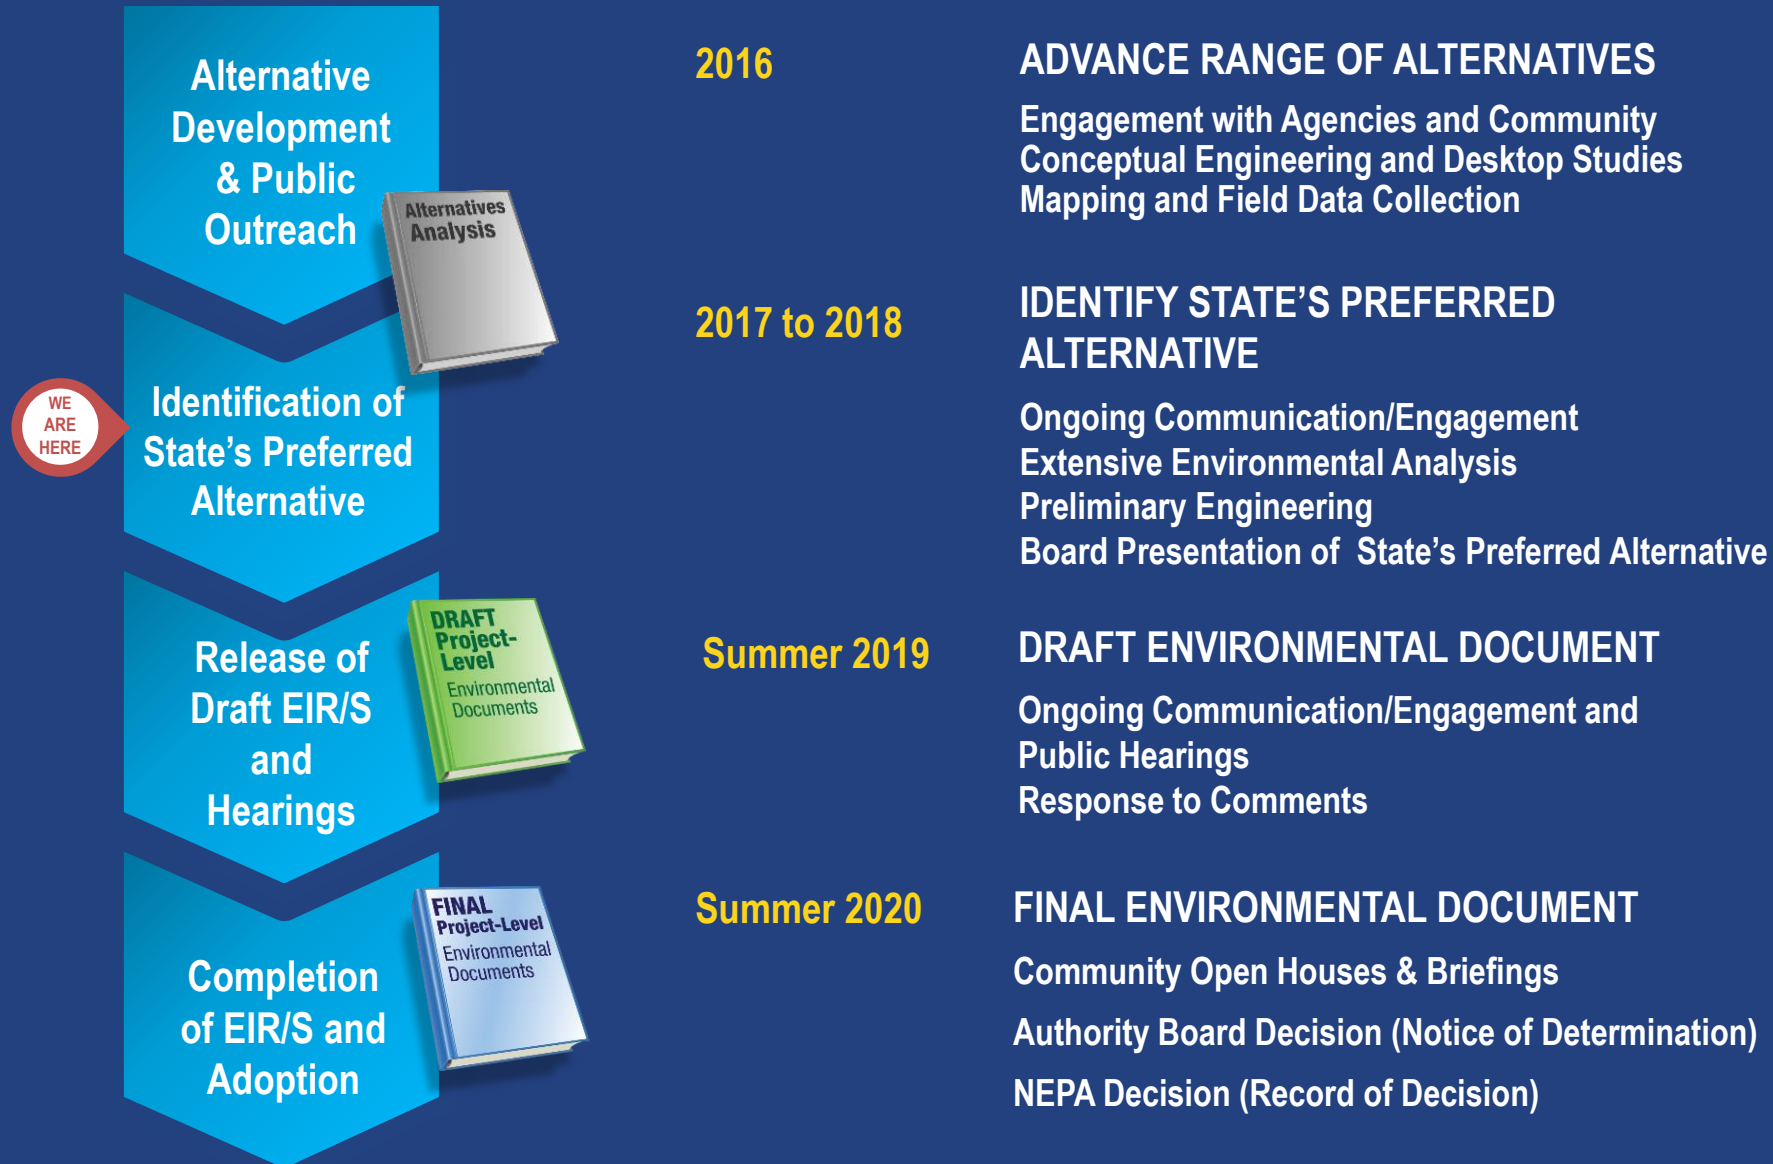 Alternative
Development
& Public
Outreach
Alternatives
Analysis
2016
ADVANCE RANGE OF ALTERNATIVES
Engagement with Agencies and Community
Conceptual Engineering and Desktop Studies
Mapping and Field Data Collection
WE
ARE
HERE
Identification of
State’s Preferred
Alternative
2017 to 2018
IDENTIFY STATE’S PREFERRED
ALTERNATIVE
Ongoing Communication/Engagement
Extensive Environmental Analysis
Preliminary Engineering
Board Presentation of State’s Preferred Alternative
Release of
Draft EIR/S
and
Hearings
DRAFT
Project-
Level
Environmental
Documents
Summer 2019
DRAFT ENVIRONMENTAL DOCUMENT
Ongoing Communication/Engagement and
Public Hearings
Response to Comments
Completion
of EIR/S and
Adoption
FINAL
Project-Level
Environmental
Documents
Summer 2020
FINAL ENVIRONMENTAL DOCUMENT
Community Open Houses & Briefings
Authority Board Decision (Notice of Determination)
NEPA Decision (Record of Decision)